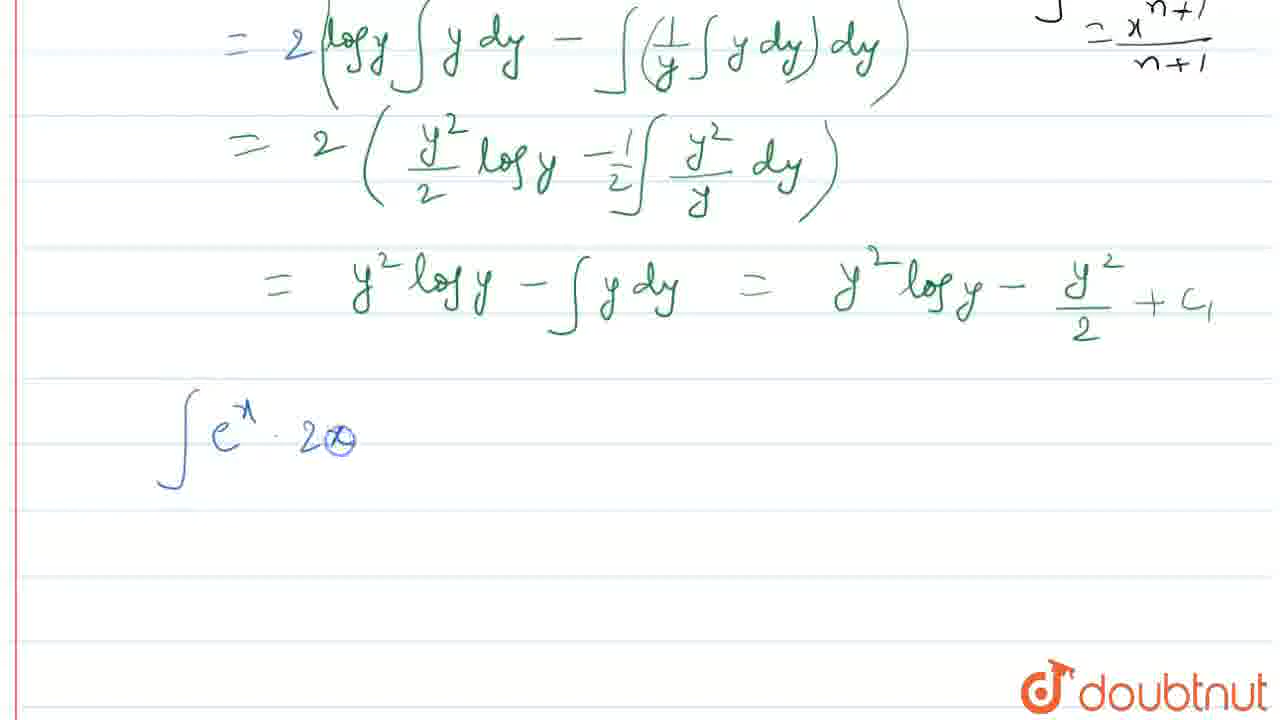 = 2 (log y ∫ y dy − ∫ (1/y ∫ y dy) dy)
= x^(n+1)/(n+1)
= 2 (y²/2 log y − 1/2 ∫ y²/y dy)
= y² log y − ∫ y dy = y² log y − y²/2 + c₁
∫ e^x · 2x
doubtnut